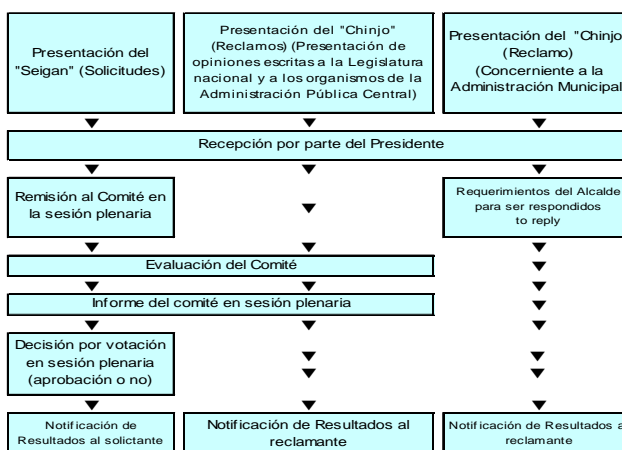 Presentación del
"Seigan" (Solicitudes)
Presentación del "Chinjo"
(Reclamos) (Presentación de
opiniones escritas a la Legislatura
nacional y a los organismos de la
Administración Pública Central)
Presentación del "Chinjo
(Reclamo)
(Concerniente a la
Administración Municipal
Recepción por parte del Presidente
Remisión al Comité en
la sesión plenaria
Requerimientos del Alcalde
para ser respondidos
to reply
Evaluación del Comité
Informe del comité en sesión plenaria
Decisión por votación
en sesión plenaria
(aprobación o no)
Notificación de
Resultados al solictante
Notificación de Resultados al
reclamante
Notificación de Resultados a
reclamante